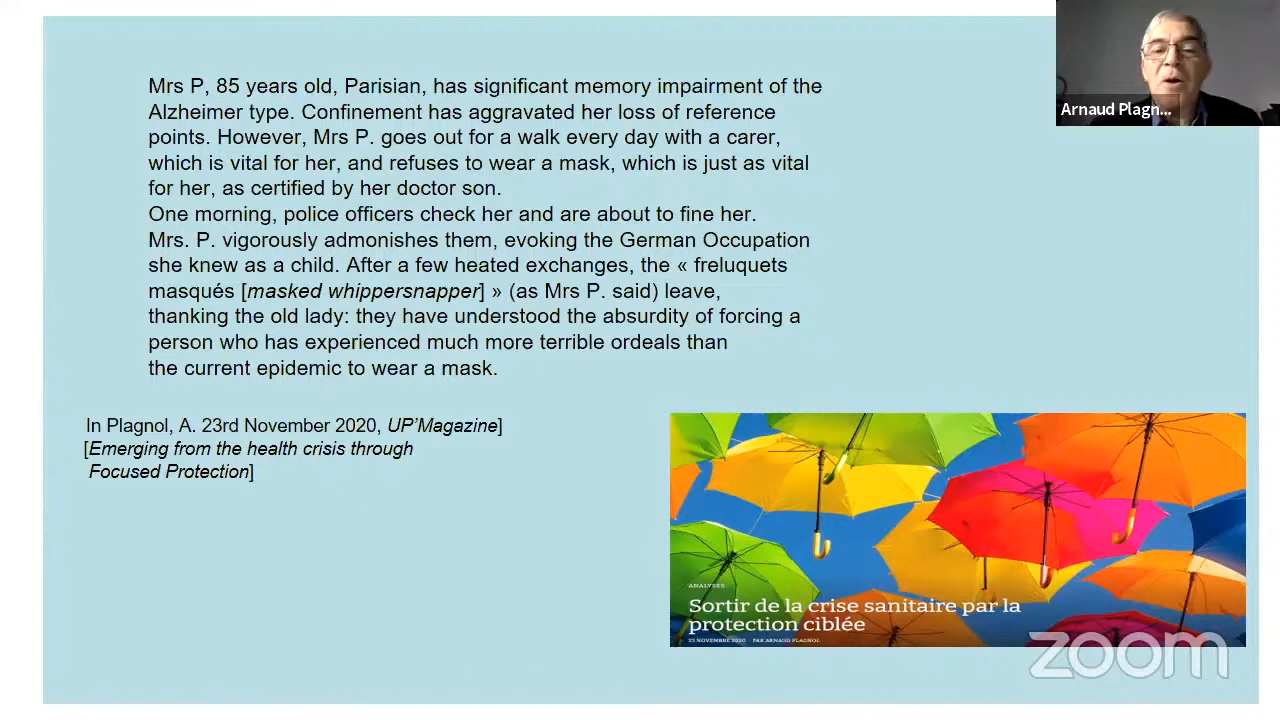 Mrs P, 85 years old, Parisian, has significant memory impairment of the
Alzheimer type. Confinement has aggravated her loss of reference
points. However, Mrs P. goes out for a walk every day with a carer,
which is vital for her, and refuses to wear a mask, which is just as vital
for her, as certified by her doctor son.
One morning, police officers check her and are about to fine her.
Mrs. P. vigorously admonishes them, evoking the German Occupation
she knew as a child. After a few heated exchanges, the « freluquets
masqués [masked whippersnapper] » (as Mrs P. said) leave,
thanking the old lady: they have understood the absurdity of forcing a
person who has experienced much more terrible ordeals than
the current epidemic to wear a mask.
In Plagnol, A. 23rd November 2020, UP’Magazine]
[Emerging from the health crisis through
Focused Protection]
Arnaud Plagn...
ANALYSES
Sortir de la crise sanitaire par la
protection ciblée
23 NOVEMBRE 2020 - PAR ARNAUD PLAGNOL
zoom